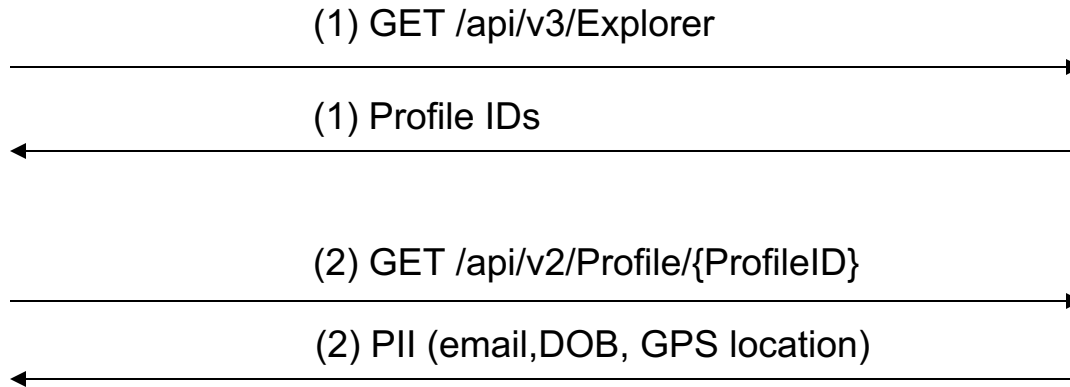 (1) GET /api/v3/Explorer
(1) Profile IDs
(2) GET /api/v2/Profile/{ProfileID}
(2) PII (email,DOB, GPS location)